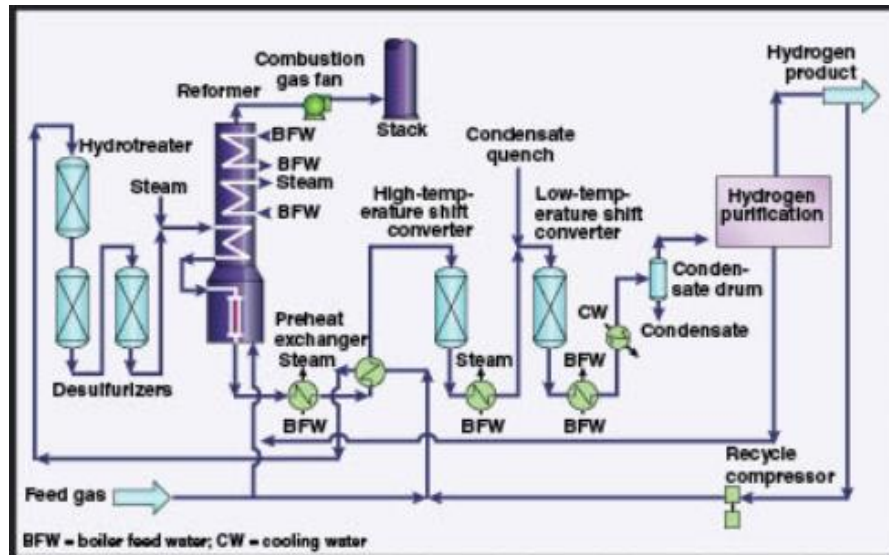 Hydrogen
product
Combustion
gas fan
Reformer
Stack
BFW
Hydrotreater
BFW
Steam
Steam
BFW
Condensate
quench
High-temp-
erature shift
converter
Low-temp-
erature shift
converter
Hydrogen
purification
Conden-
sate drum
Condensate
CW
Preheat
exchanger
Steam
Steam
BFW
Desulfurizers
BFW
BFW
BFW
Recycle
compressor
Feed gas
BFW = boiler feed water; CW = cooling water